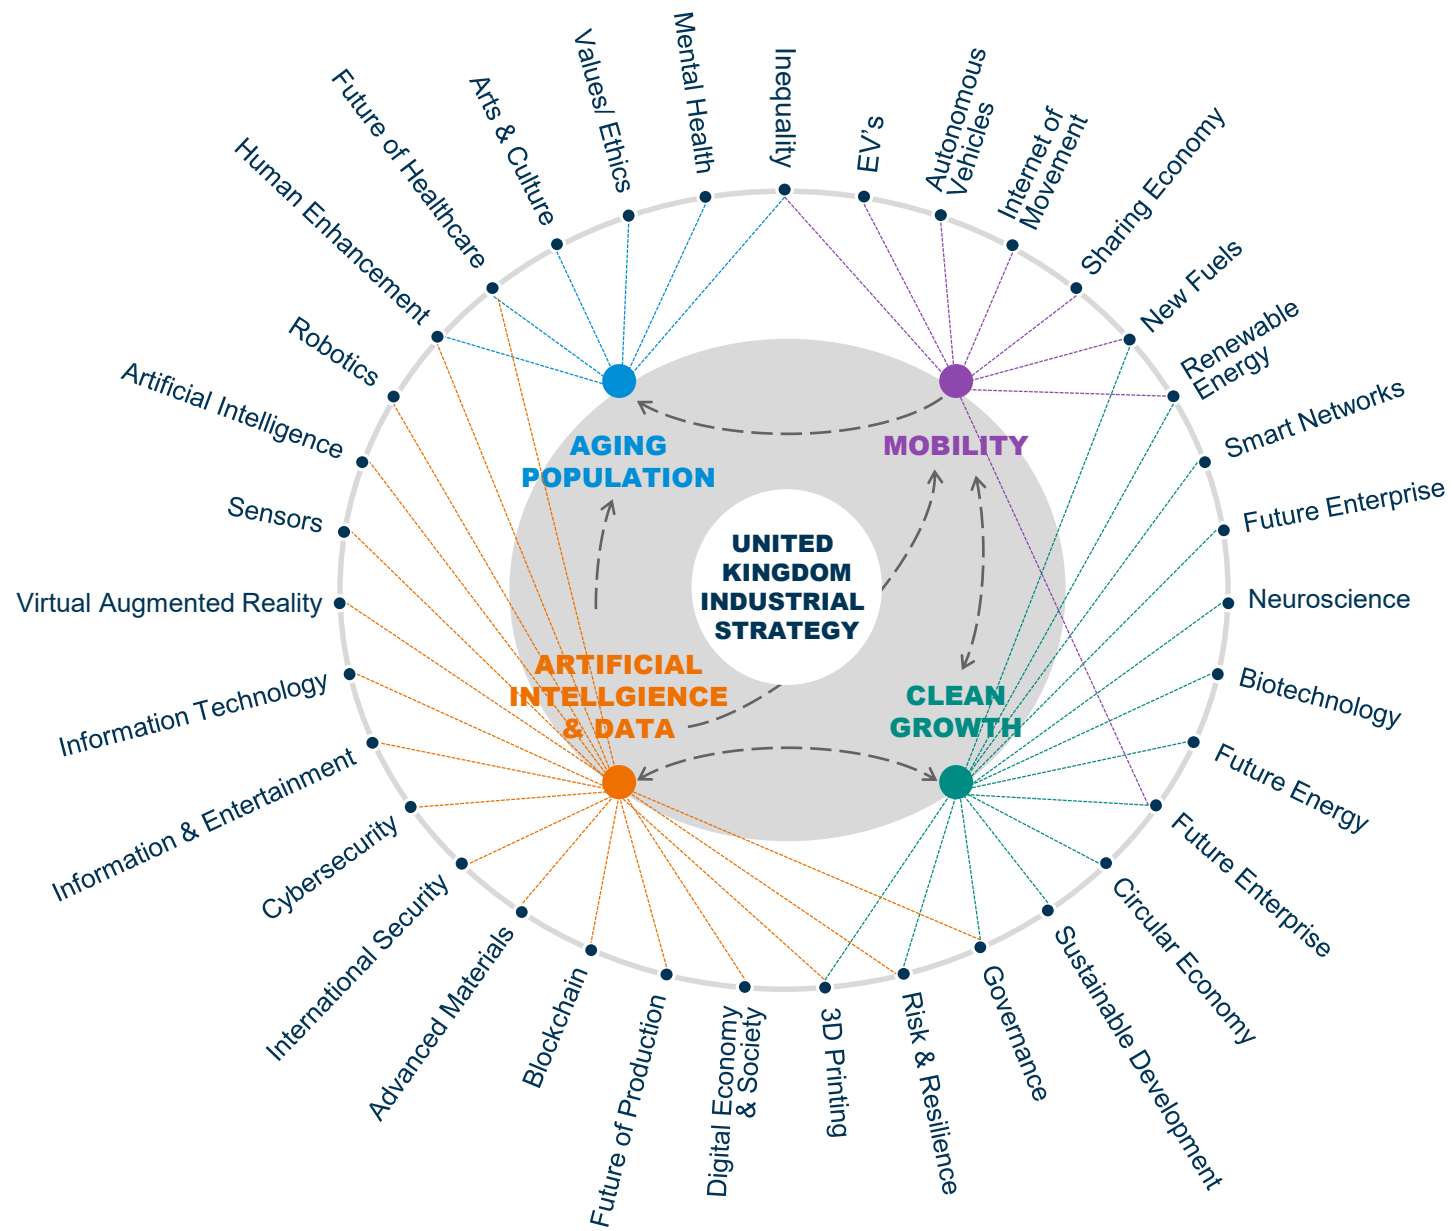 Inequality
EV's
Autonomous
Vehicles
Internet of
Movement
Sharing Economy
New Fuels
Renewable
Energy
Smart Networks
Future Enterprise
Neuroscience
Biotechnology
Future Energy
Future Enterprise
Circular Economy
Sustainable Development
Governance
Risk & Resilience
3D Printing
Digital Economy
& Society
Future of Production
Blockchain
Advanced Materials
International Security
Cybersecurity
Information & Entertainment
Information Technology
Virtual Augmented Reality
Sensors
Artificial Intelligence
Robotics
Human Enhancement
Future of Healthcare
Arts & Culture
Values/ Ethics
Mental Health
AGING
POPULATION
MOBILITY
UNITED
KINGDOM
INDUSTRIAL
STRATEGY
ARTIFICIAL
INTELLGIENCE
& DATA
CLEAN
GROWTH